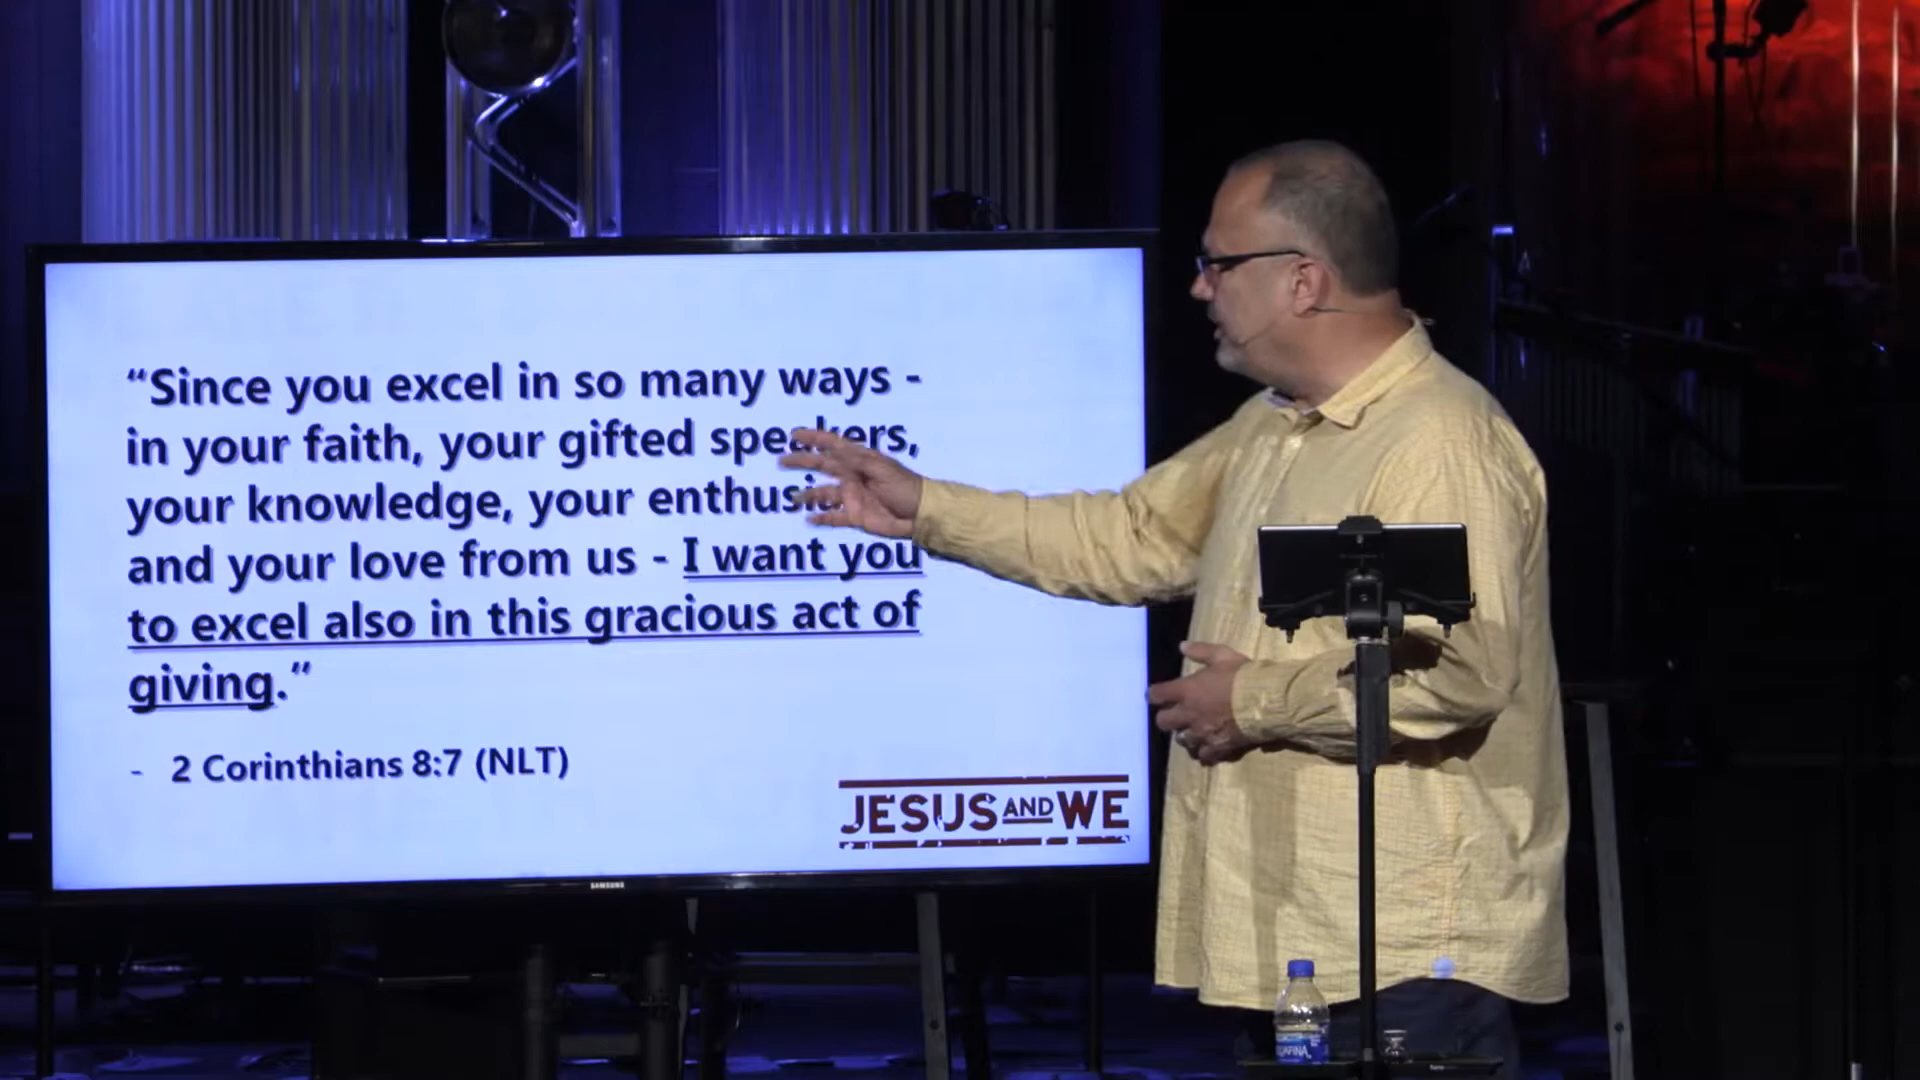 “Since you excel in so many ways -
in your faith, your gifted speakers,
your knowledge, your
and your love from us - I want you
to excel also in this gracious act of
giving.”
- 2 Corinthians 8:7 (NLT)
JESUS AND WE
SAMSUNG